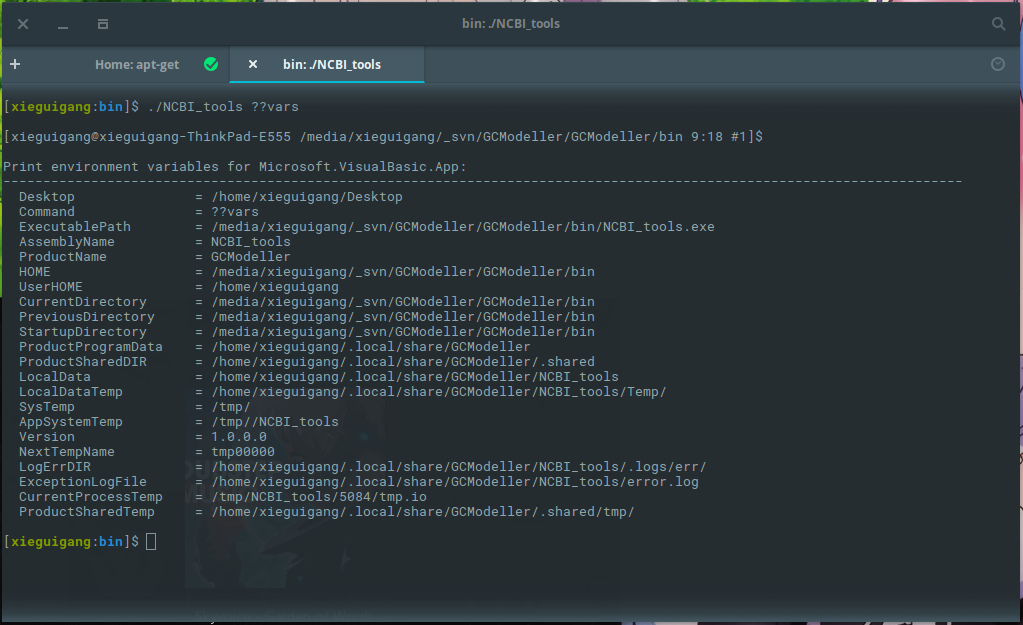 bin: ./NCBI_tools
Home: apt-get
bin: ./NCBI_tools
[xieguigang:bin]$ ./NCBI_tools ??vars
[xieguigang@xieguigang-ThinkPad-E555 /media/xieguigang/_svn/GCModeller/GCModeller/bin 9:18 #1]$
Print environment variables for Microsoft.VisualBasic.App:
------------------------------------------------------------------------------------------------------------------------
Desktop = /home/xieguigang/Desktop
Command = ??vars
ExecutablePath = /media/xieguigang/_svn/GCModeller/GCModeller/bin/NCBI_tools.exe
AssemblyName = NCBI_tools
ProductName = GCModeller
HOME = /media/xieguigang/_svn/GCModeller/GCModeller/bin
UserHOME = /home/xieguigang
CurrentDirectory = /media/xieguigang/_svn/GCModeller/GCModeller/bin
PreviousDirectory = /media/xieguigang/_svn/GCModeller/GCModeller/bin
StartupDirectory = /media/xieguigang/_svn/GCModeller/GCModeller/bin
ProductProgramData = /home/xieguigang/.local/share/GCModeller
ProductSharedDIR = /home/xieguigang/.local/share/GCModeller/.shared
LocalData = /home/xieguigang/.local/share/GCModeller/NCBI_tools
LocalDataTemp = /home/xieguigang/.local/share/GCModeller/NCBI_tools/Temp/
SysTemp = /tmp/
AppSystemTemp = /tmp//NCBI_tools
Version = 1.0.0.0
NextTempName = tmp00000
LogErrDIR = /home/xieguigang/.local/share/GCModeller/NCBI_tools/.logs/err/
ExceptionLogFile = /home/xieguigang/.local/share/GCModeller/NCBI_tools/error.log
CurrentProcessTemp = /tmp/NCBI_tools/5084/tmp.io
ProductSharedTemp = /home/xieguigang/.local/share/GCModeller/.shared/tmp/
[xieguigang:bin]$